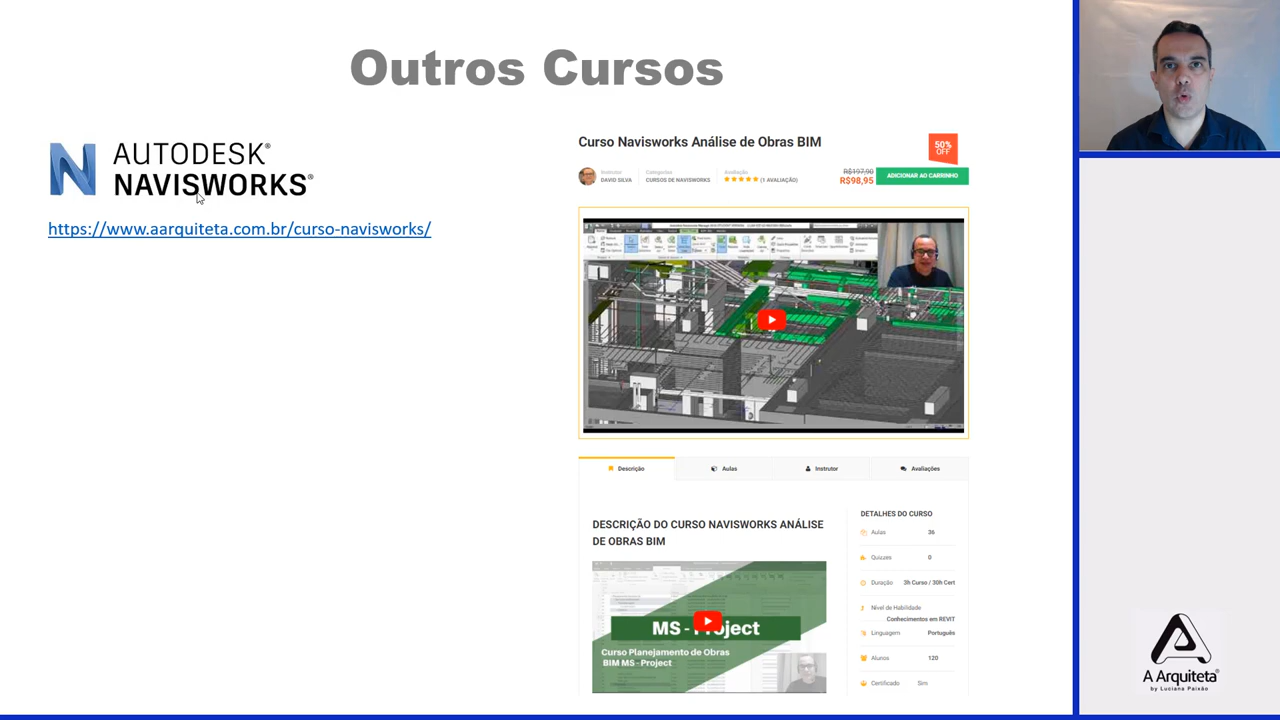 Outros Cursos
AUTODESK®
NAVISWORKS®
https://www.aarquiteta.com.br/curso-navisworks/
Curso Navisworks Análise de Obras BIM
50%
OFF
Instrutor
DAVID SILVA
Categorias
CURSOS DE NAVISWORKS
Avaliação
(1 AVALIAÇÃO)
R$197,90
R$98,95
ADICIONAR AO CARRINHO
Descrição
Aulas
Instrutor
Avaliações
DESCRIÇÃO DO CURSO NAVISWORKS ANÁLISE
DE OBRAS BIM
MS - Project
Curso Planejamento de Obras
BIM MS - Project
DETALHES DO CURSO
Aulas 36
Quizzes 0
Duração 3h Curso / 30h Cert
Nível de Habilidade
Conhecimentos em REVIT
Linguagem Português
Alunos 120
Certificado Sim
A Arquiteta®
by Luciana Paixão